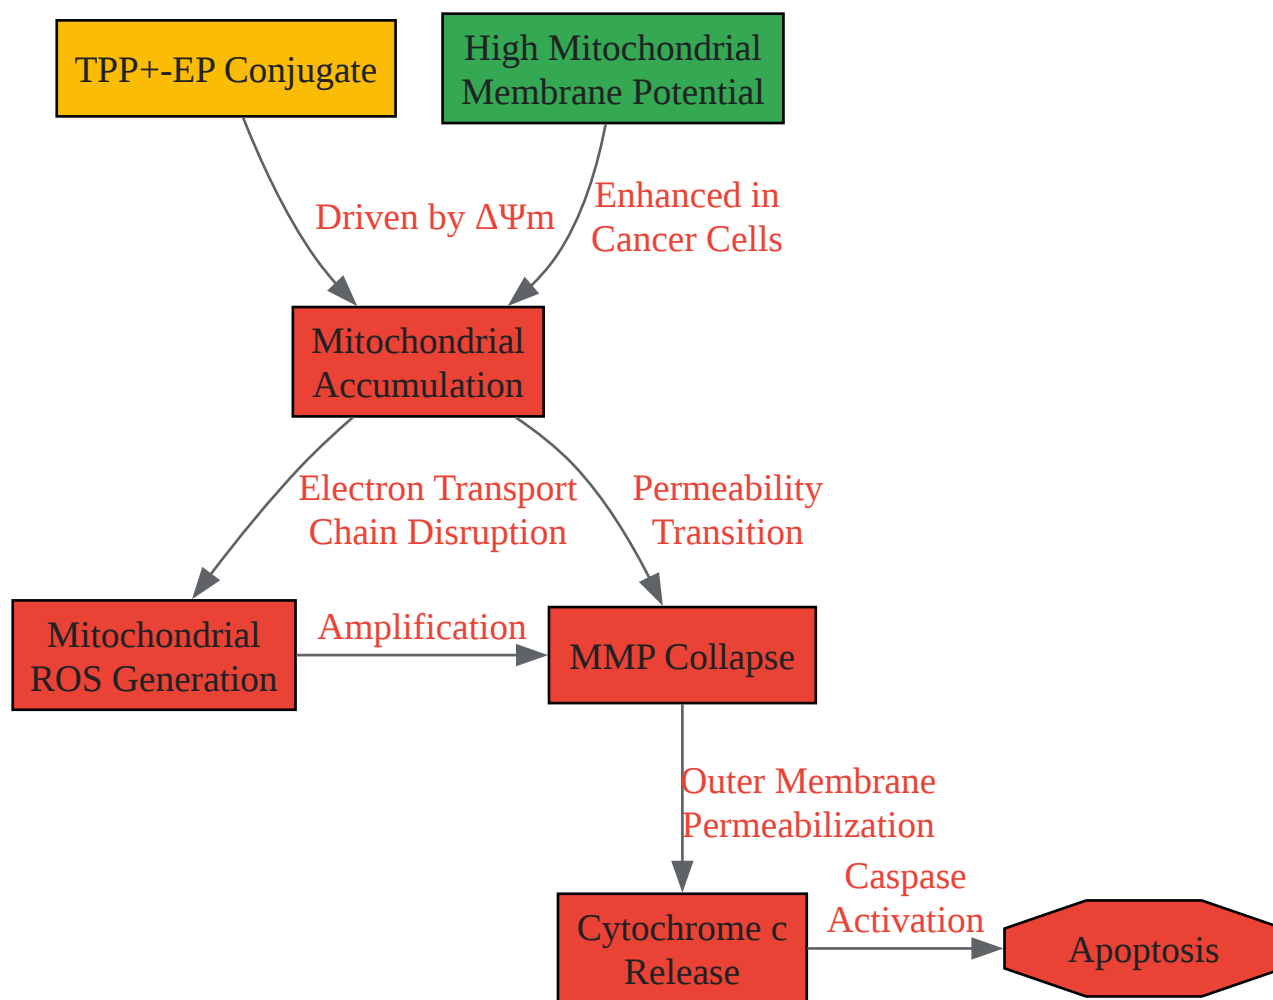 TPP+-EP Conjugate
High Mitochondrial
Membrane Potential
Driven by ΔΨm
Enhanced in
Cancer Cells
Mitochondrial
Accumulation
Electron Transport
Chain Disruption
Permeability
Transition
Mitochondrial
ROS Generation
Amplification
MMP Collapse
Outer Membrane
Permeabilization
Cytochrome c
Release
Caspase
Activation
Apoptosis